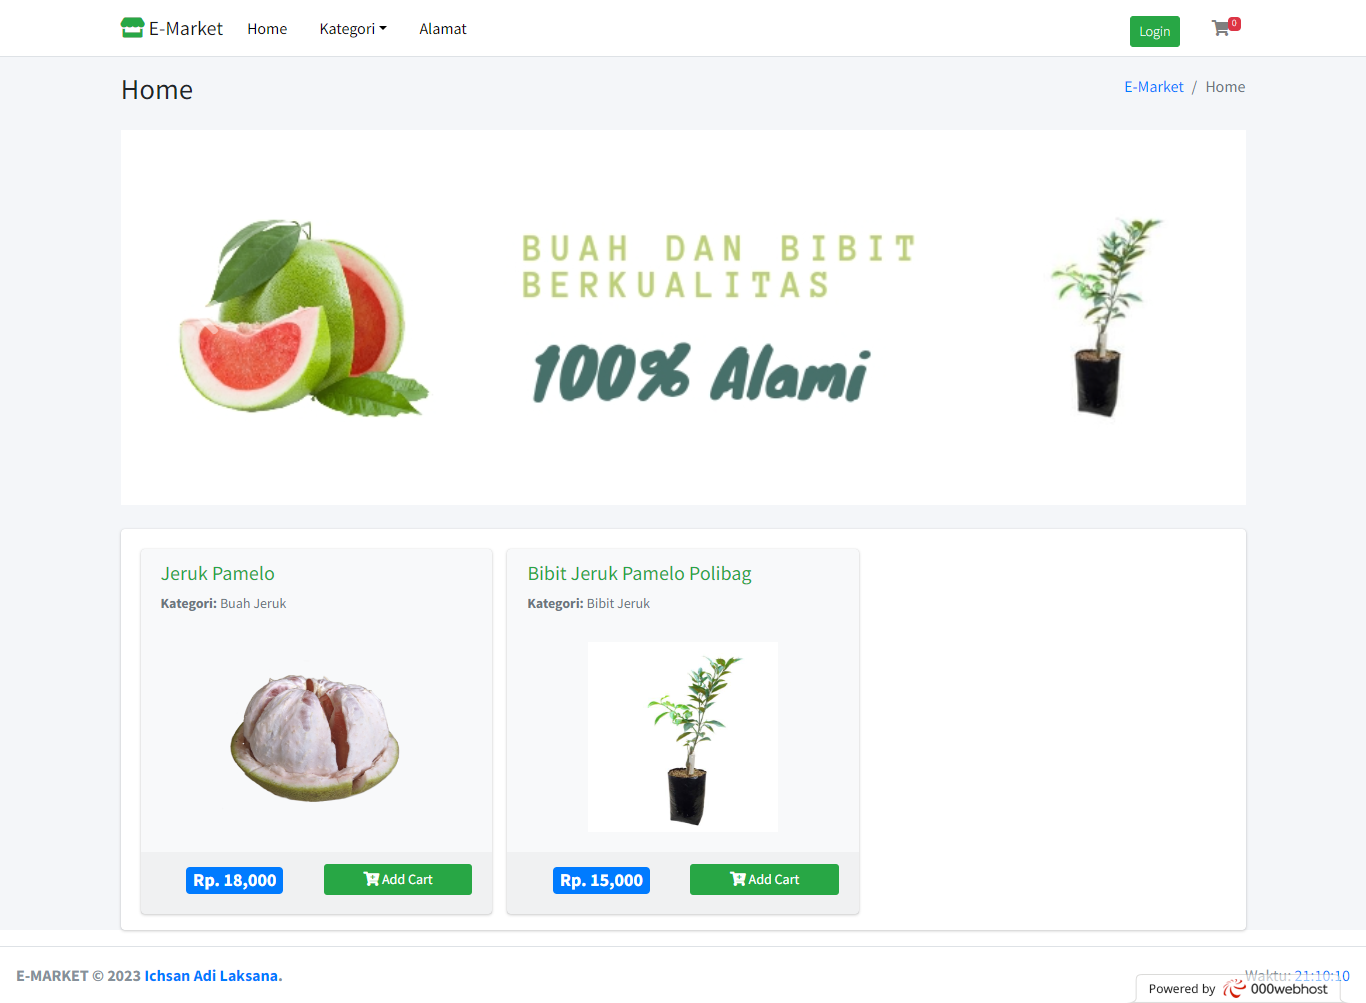 E-Market Home Kategori Alamat Login 0
Home
E-Market / Home
BUAH DAN BIBIT
BERKUALITAS
100% Alami
Jeruk Pamelo
Kategori: Buah Jeruk
Rp. 18,000 Add Cart
Bibit Jeruk Pamelo Polibag
Kategori: Bibit Jeruk
Rp. 15,000 Add Cart
E-MARKET © 2023 Ichsan Adi Laksana.
Waktu: 21:10:10
Powered by 000webhost